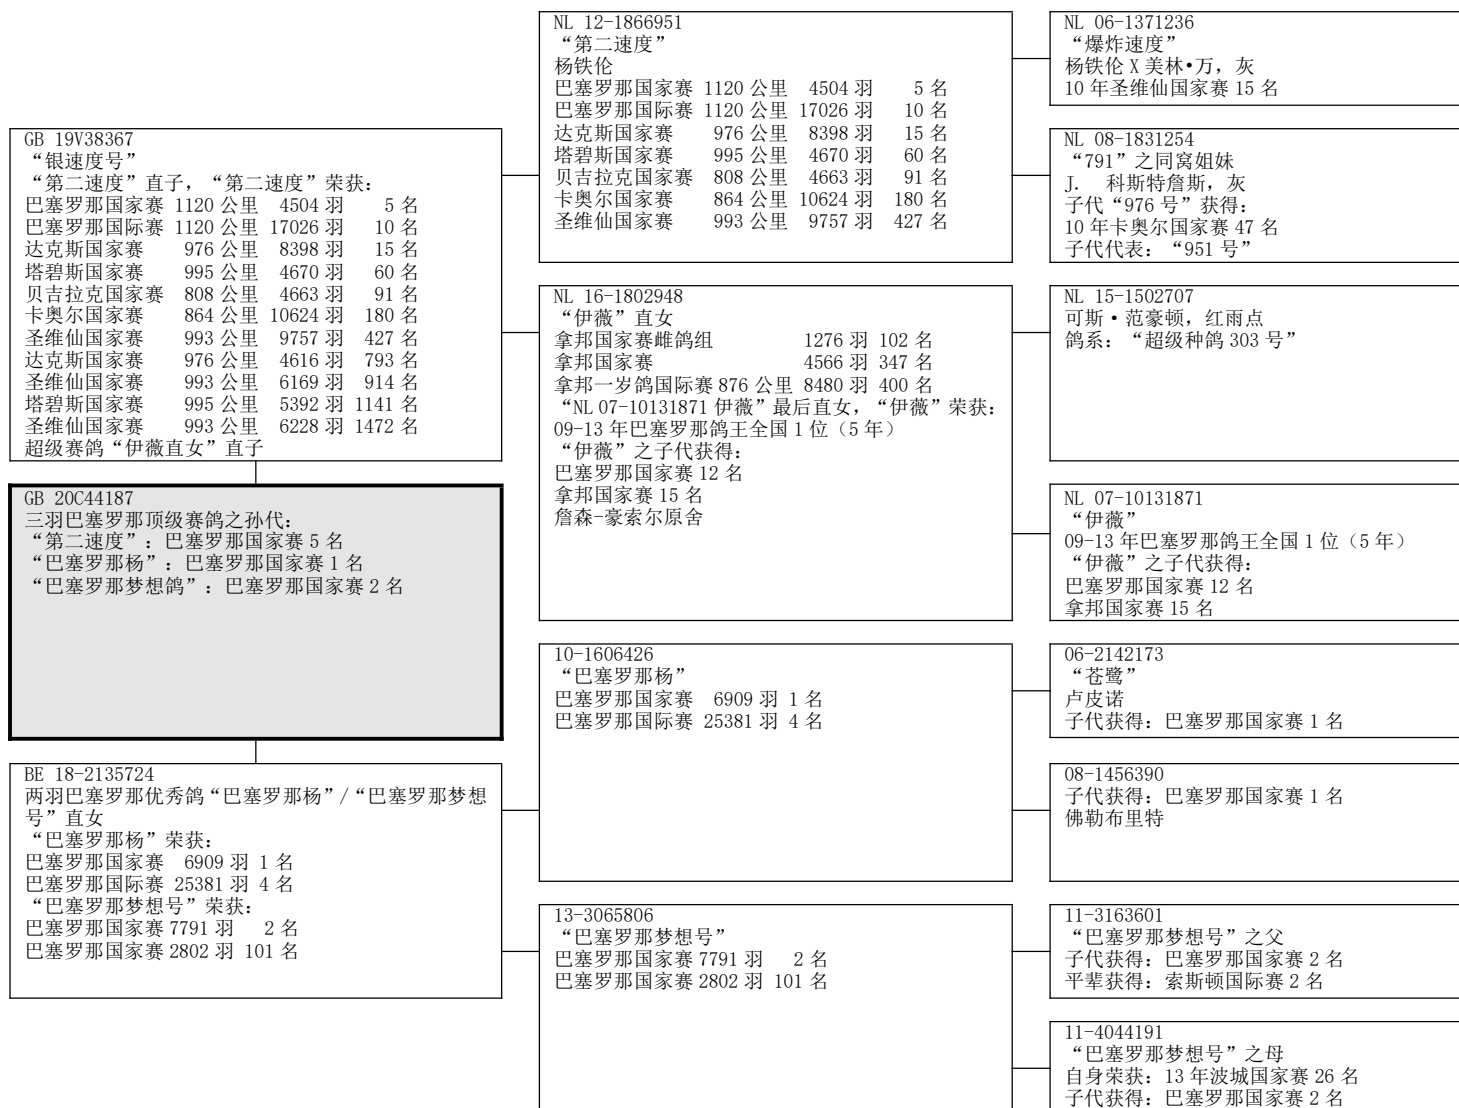 GB 19V38367
“银速度号”
“第二速度”直子，“第二速度”荣获：
巴塞罗那国家赛 1120 公里 4504 羽 5 名
巴塞罗那国际赛 1120 公里 17026 羽 10 名
达克斯国家赛 976 公里 8398 羽 15 名
塔碧斯国家赛 995 公里 4670 羽 60 名
贝吉拉克国家赛 808 公里 4663 羽 91 名
卡奥尔国家赛 864 公里 10624 羽 180 名
圣维仙国家赛 993 公里 9757 羽 427 名
达克斯国家赛 976 公里 4616 羽 793 名
圣维仙国家赛 993 公里 6169 羽 914 名
塔碧斯国家赛 995 公里 5392 羽 1141 名
圣维仙国家赛 993 公里 6228 羽 1472 名
超级赛鸽“伊薇直女”直子
GB 20C44187
三羽巴塞罗那顶级赛鸽之孙代：
“第二速度”：巴塞罗那国家赛 5 名
“巴塞罗那杨”：巴塞罗那国家赛 1 名
“巴塞罗那梦想鸽”：巴塞罗那国家赛 2 名
BE 18-2135724
两羽巴塞罗那优秀鸽“巴塞罗那杨”/“巴塞罗那梦想
号”直女
“巴塞罗那杨”荣获：
巴塞罗那国家赛 6909 羽 1 名
巴塞罗那国际赛 25381 羽 4 名
“巴塞罗那梦想号”荣获：
巴塞罗那国家赛 7791 羽 2 名
巴塞罗那国家赛 2802 羽 101 名
NL 12-1866951
“第二速度”
杨铁伦
巴塞罗那国家赛 1120 公里 4504 羽 5 名
巴塞罗那国际赛 1120 公里 17026 羽 10 名
达克斯国家赛 976 公里 8398 羽 15 名
塔碧斯国家赛 995 公里 4670 羽 60 名
贝吉拉克国家赛 808 公里 4663 羽 91 名
卡奥尔国家赛 864 公里 10624 羽 180 名
圣维仙国家赛 993 公里 9757 羽 427 名
NL 16-1802948
“伊薇”直女
拿邦国家赛雌鸽组 1276 羽 102 名
拿邦国家赛 4566 羽 347 名
拿邦一岁鸽国际赛 876 公里 8480 羽 400 名
“NL 07-10131871 伊薇”最后直女，“伊薇”荣获：
09-13 年巴塞罗那鸽王全国 1 位（5 年）
“伊薇”之子代获得：
巴塞罗那国家赛 12 名
拿邦国家赛 15 名
詹森-豪索尔原舍
10-1606426
“巴塞罗那杨”
巴塞罗那国家赛 6909 羽 1 名
巴塞罗那国际赛 25381 羽 4 名
13-3065806
“巴塞罗那梦想号”
巴塞罗那国家赛 7791 羽 2 名
巴塞罗那国家赛 2802 羽 101 名
NL 06-1371236
“爆炸速度”
杨铁伦 X 美林•万，灰
10 年圣维仙国家赛 15 名
NL 08-1831254
“791”之同窝姐妹
J. 科斯特詹斯，灰
子代“976 号”获得：
10 年卡奥尔国家赛 47 名
子代代表：“951 号”
NL 15-1502707
可斯•范豪顿，红雨点
鸽系：“超级种鸽 303 号”
NL 07-10131871
“伊薇”
09-13 年巴塞罗那鸽王全国 1 位（5 年）
“伊薇”之子代获得：
巴塞罗那国家赛 12 名
拿邦国家赛 15 名
06-2142173
“苍鹭”
卢皮诺
子代获得：巴塞罗那国家赛 1 名
08-1456390
子代获得：巴塞罗那国家赛 1 名
佛勒布里特
11-3163601
“巴塞罗那梦想号”之父
子代获得：巴塞罗那国家赛 2 名
平辈获得：索斯顿国际赛 2 名
11-4044191
“巴塞罗那梦想号”之母
自身荣获：13 年波城国家赛 26 名
子代获得：巴塞罗那国家赛 2 名